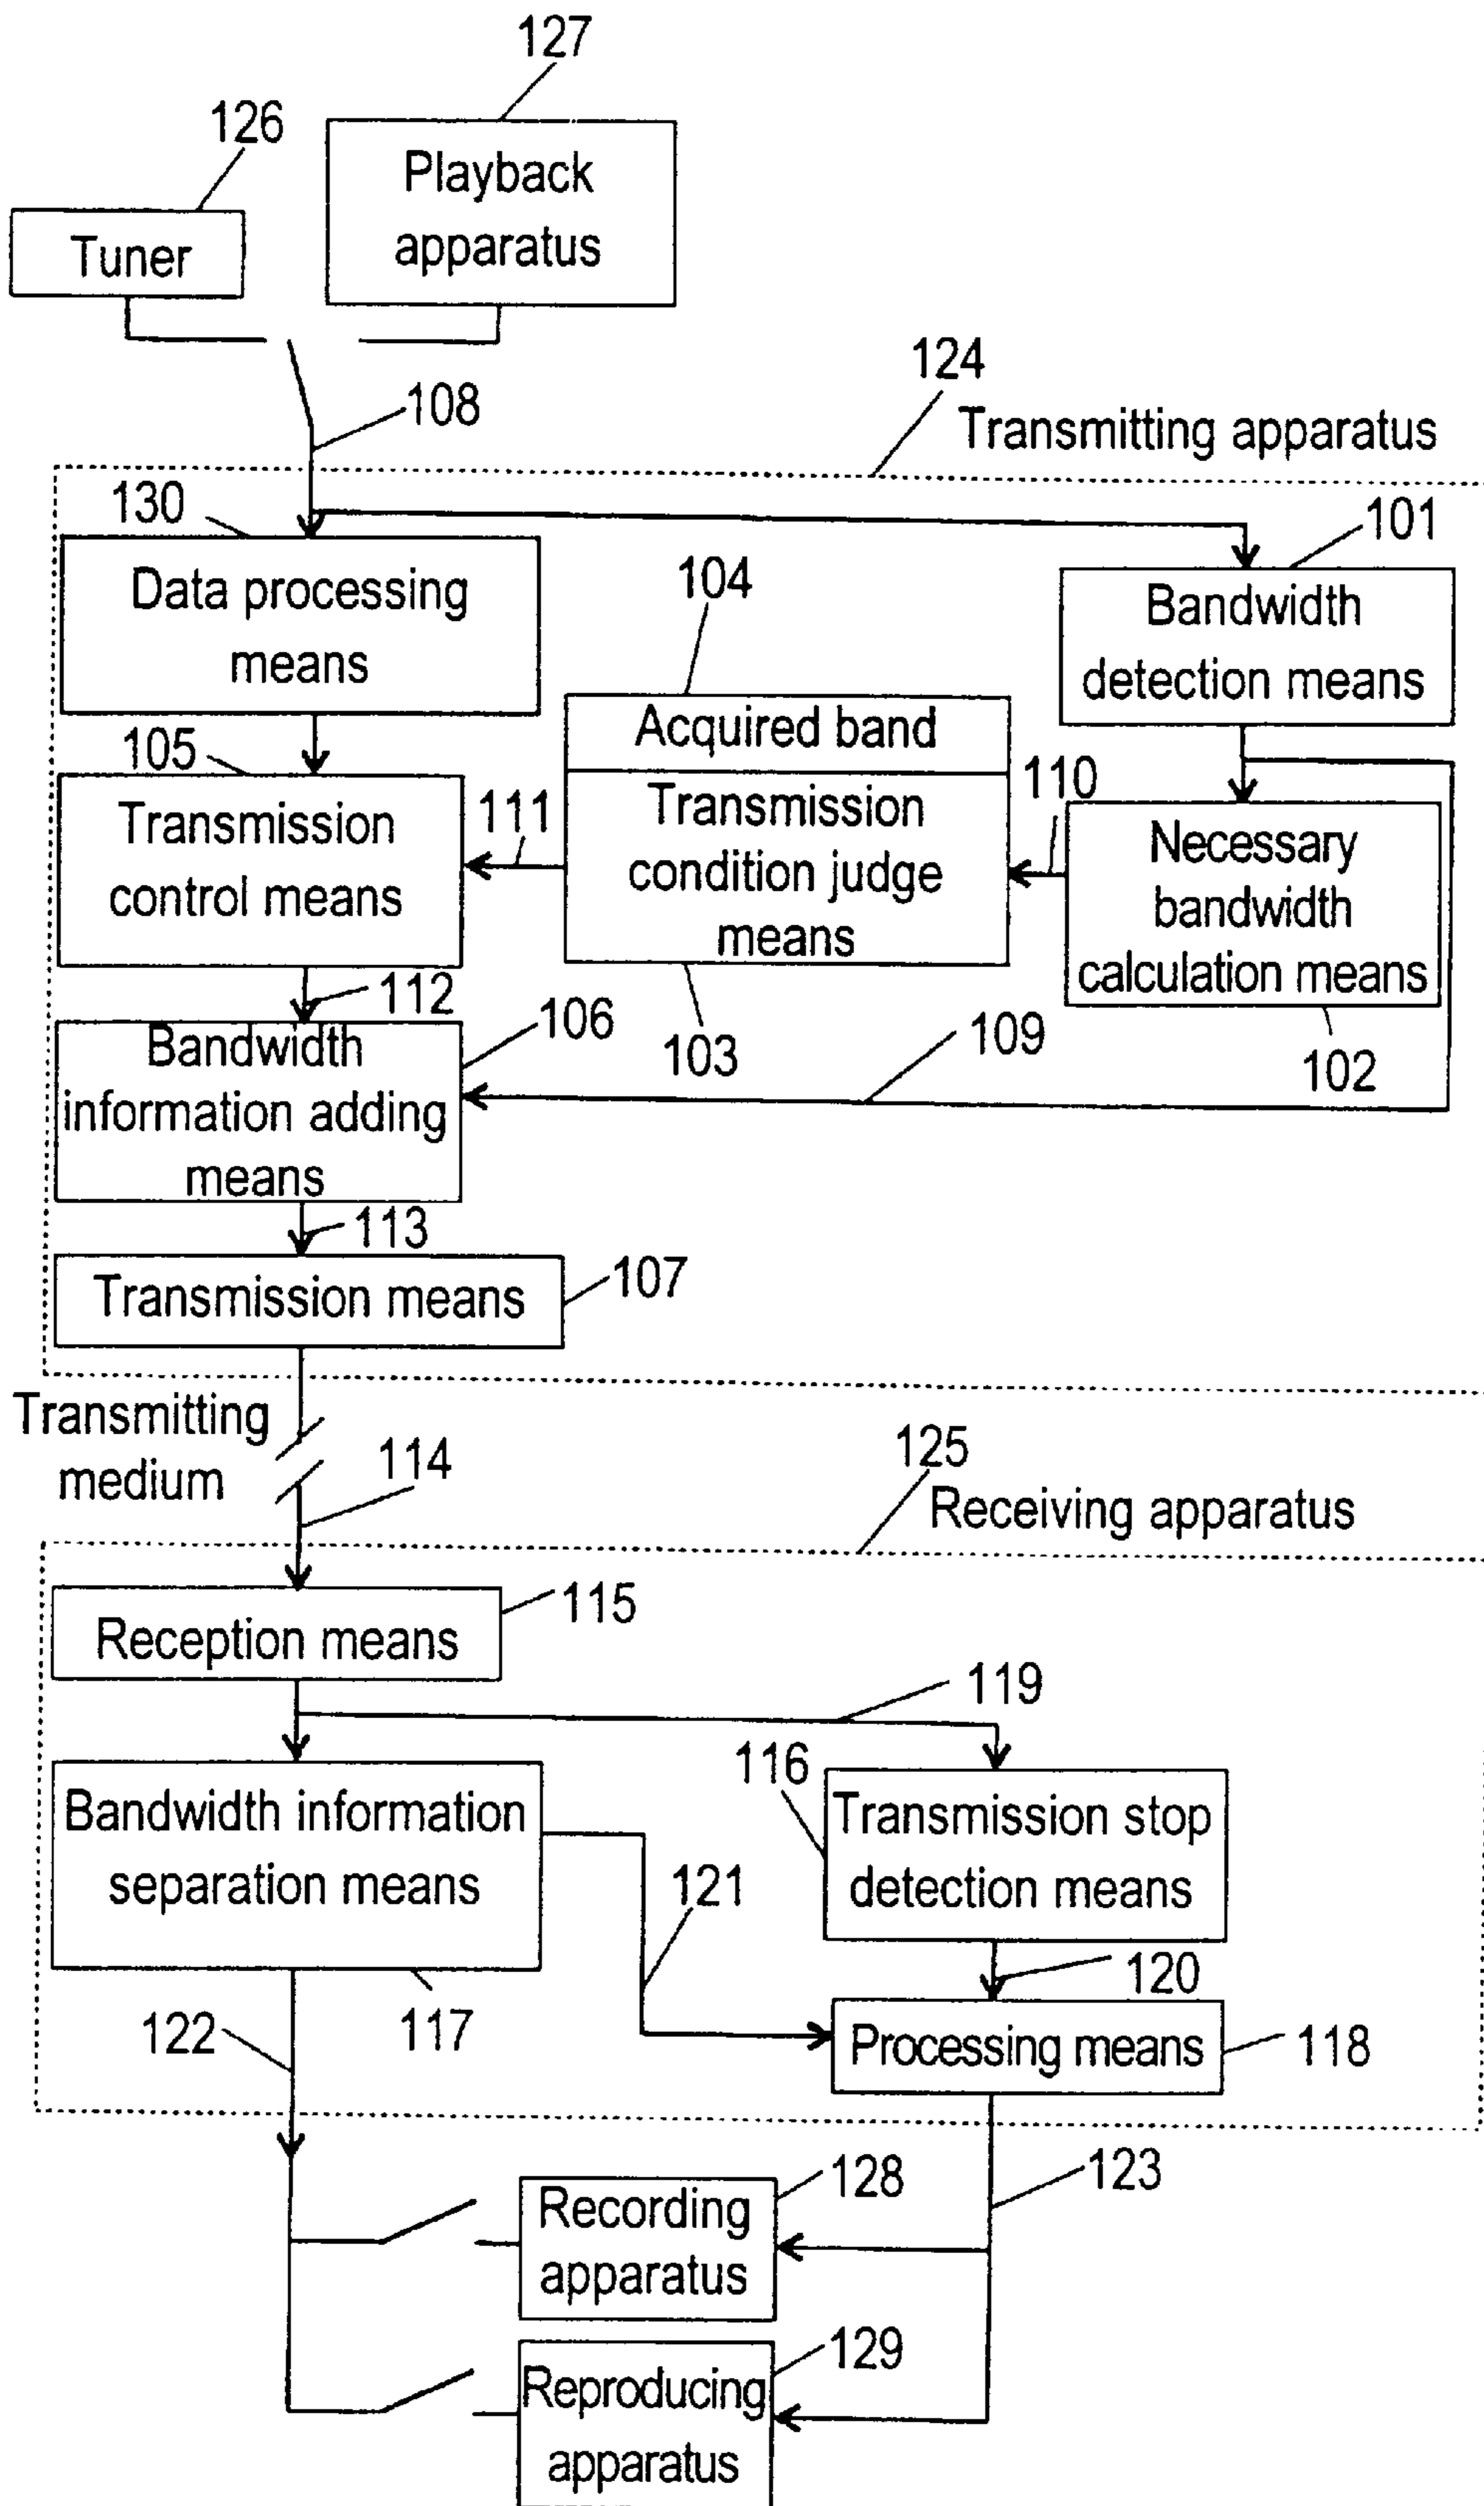 127
126
Playback
apparatus
Tuner
108
124
Transmitting apparatus
130
101
Data processing
means
104
Bandwidth
detection means
105
Acquired band
110
Transmission
control means
111
Transmission
condition judge
means
Necessary
bandwidth
calculation means
112
106
103
109
102
Bandwidth
information adding
means
113
Transmission means
107
Transmitting
medium
114
125
Receiving apparatus
Reception means
115
119
116
Bandwidth information
separation means
Transmission stop
detection means
121
120
122
117
Processing means
118
128
123
Recording
apparatus
129
Reproducing
apparatus